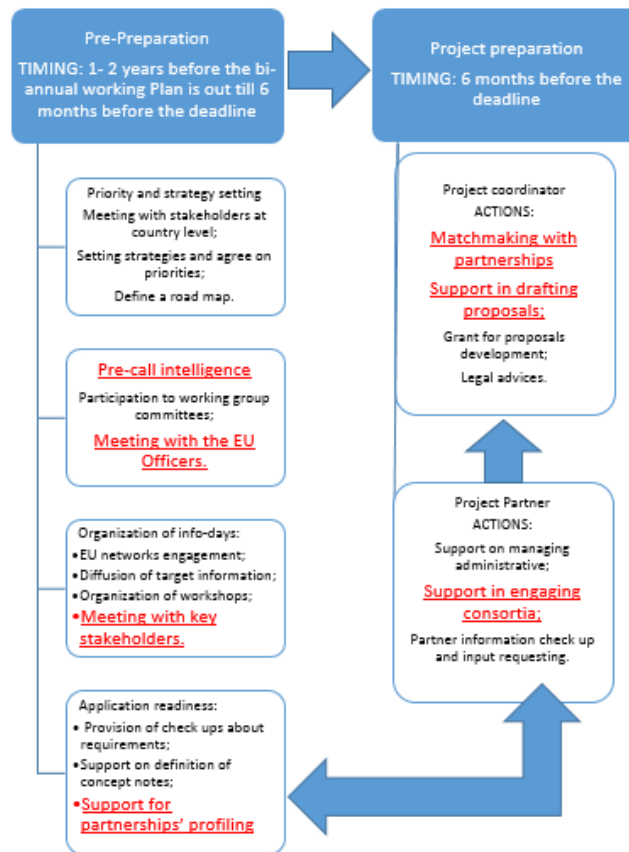 Pre-Preparation
TIMING: 1- 2 years before the bi-
annual working Plan is out till 6
months before the deadline
Priority and strategy setting
Meeting with stakeholders at
country level;
Setting strategies and agree on
priorities;
Define a road map.
Pre-call intelligence
Participation to working group
committees;
Meeting with the EU
Officers.
Organization of info-days:
•EU networks engagement;
•Diffusion of target information;
•Organization of workshops;
•Meeting with key
stakeholders.
Application readiness:
• Provision of check ups about
requirements;
•Support on definition of
concept notes;
•Support for
partnerships’ profiling
Project preparation
TIMING: 6 months before the
deadline
Project coordinator
ACTIONS:
Matchmaking with
partnerships
Support in drafting
proposals;
Grant for proposals
development;
Legal advices.
Project Partner
ACTIONS:
Support on managing
administrative;
Support in engaging
consortia;
Partner information check up
and input requesting.